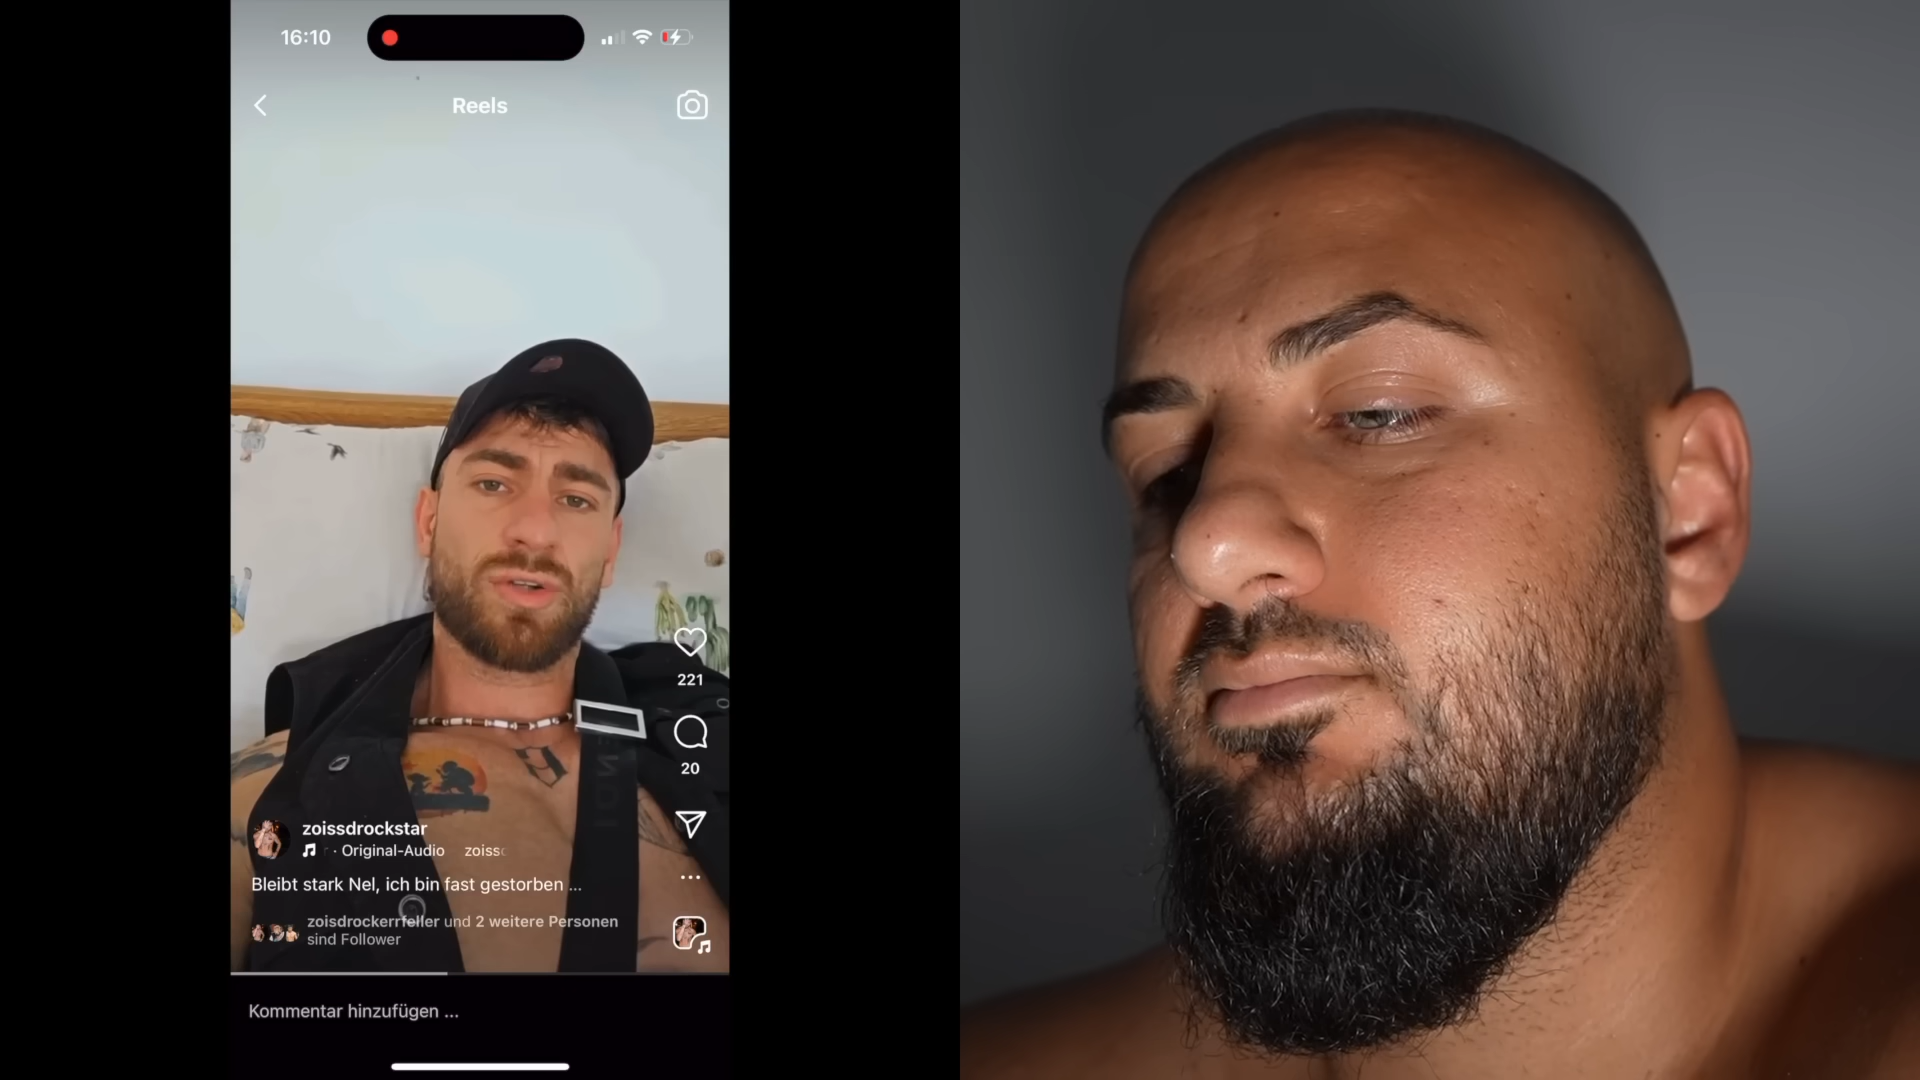 16:10
Reels
221
20
zoissdrockstar
· Original-Audio
Bleibt stark Nel, ich bin fast gestorben ...
zoisdrockerrfeller und 2 weitere Personen
sind Follower
Kommentar hinzufügen ...